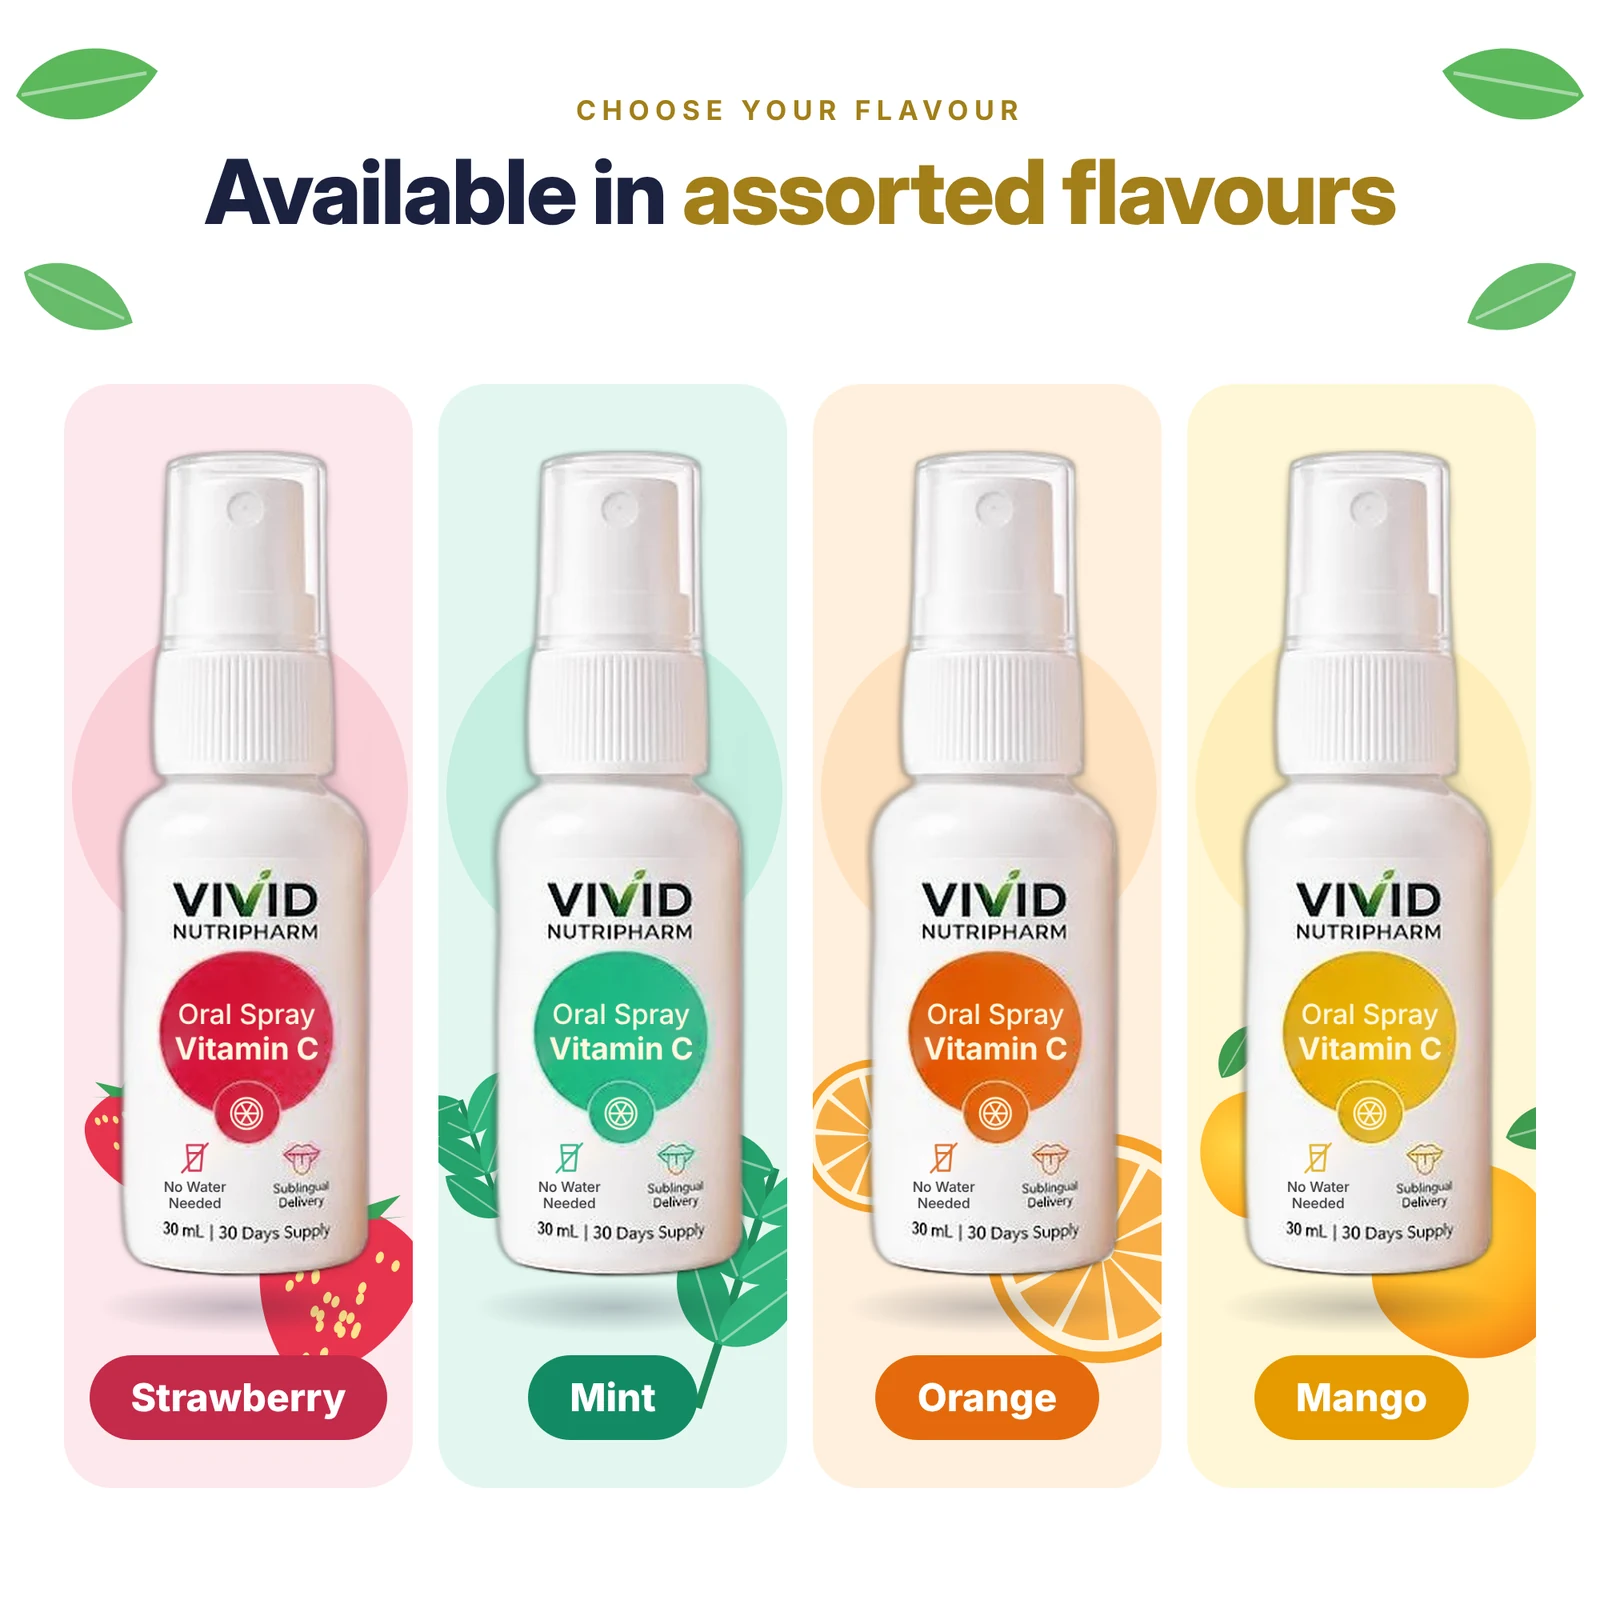 CHOOSE YOUR FLAVOUR
Available in assorted flavours
VIVID
NUTRIPHARM
Oral Spray
Vitamin C
No Water
Needed
Sublingual
Delivery
30 mL | 30 Days Supply
Strawberry
VIVID
NUTRIPHARM
Oral Spray
Vitamin C
No Water
Needed
Sublingual
Delivery
30 mL | 30 Days Supply
Mint
VIVID
NUTRIPHARM
Oral Spray
Vitamin C
No Water
Needed
Sublingual
Delivery
30 mL | 30 Days Supply
Orange
VIVID
NUTRIPHARM
Oral Spray
Vitamin C
No Water
Needed
Sublingual
Delivery
30 mL | 30 Days Supply
Mango